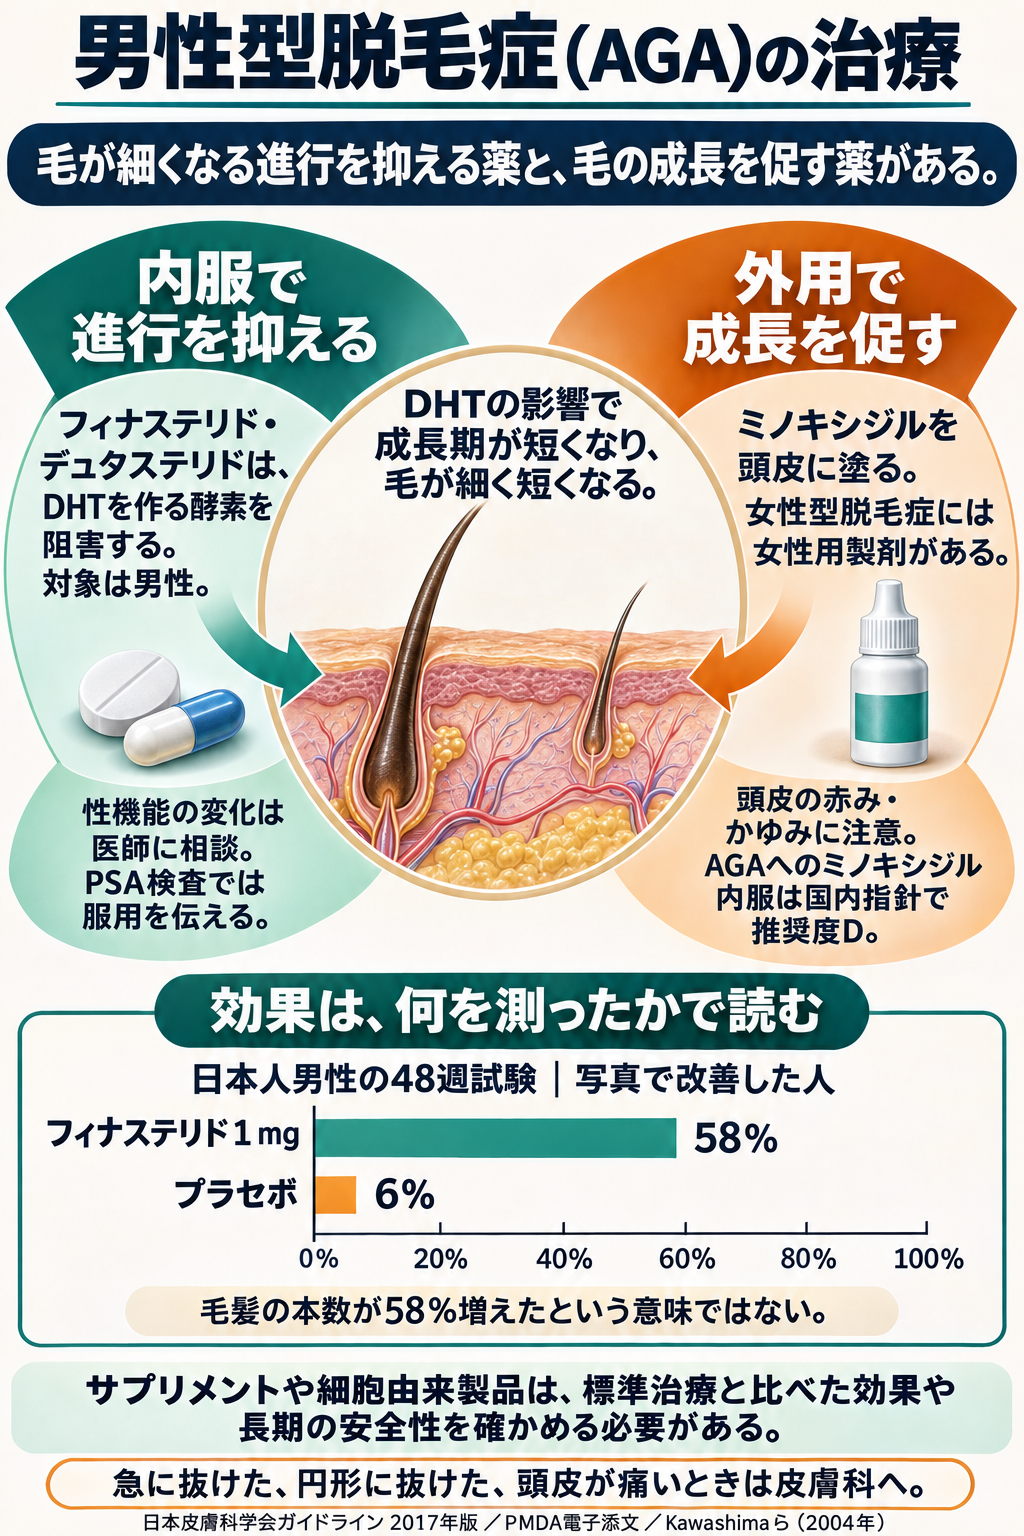 男性型脱毛症(AGA)の治療
毛が細くなる進行を抑える薬と、毛の成長を促す薬がある。
内服で
進行を抑える
フィナステリド・
デュタステリドは、
DHTを作る酵素を
阻害する。
対象は男性。
性機能の変化は
医師に相談。
PSA検査では
服用を伝える。
DHTの影響で
成長期が短くなり、
毛が細く短くなる。
外用で
成長を促す
ミノキシジルを
頭皮に塗る。
女性型脱毛症には
女性用製剤がある。
頭皮の赤み・
かゆみに注意。
AGAへのミノキシジル
内服は国内指針で
推奨度D。
効果は、何を測ったかで読む
日本人男性の48週試験｜写真で改善した人
フィナステリド1mg 58%
プラセボ 6%
0% 20% 40% 60% 80% 100%
毛髪の本数が58%増えたという意味ではない。
サプリメントや細胞由来製品は、標準治療と比べた効果や
長期の安全性を確かめる必要がある。
急に抜けた、円形に抜けた、頭皮が痛いときは皮膚科へ。
日本皮膚科学会ガイドライン 2017年版／PMDA電子添文／Kawashimaら（2004年）